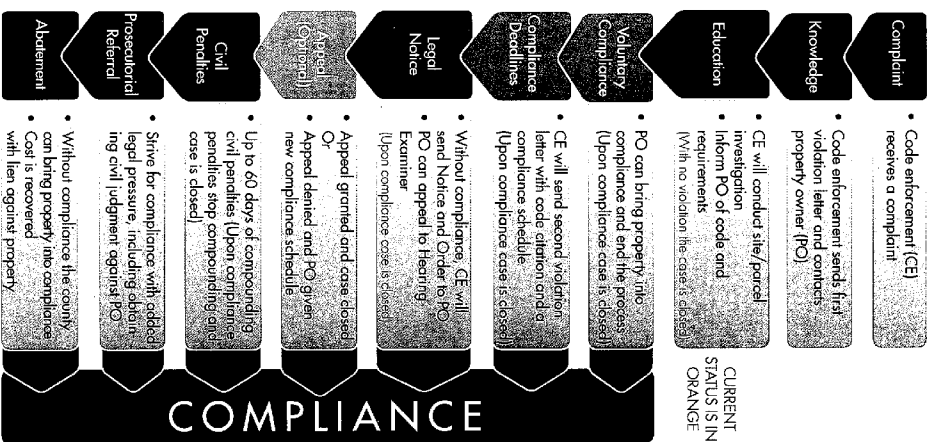 Complaint
• Code enforcement (CE)
receives a complaint
Knowledge
• Code enforcement sends first
violation letter and contacts
property owner (PO)
Education
• CE will conduct site/parcel
investigation
• Inform PO of code and
requirements
(With no violation the case is closed)
CURRENT
STATUS IS IN
ORANGE
Voluntary
Compliance
• PO can bring property into
compliance and end the process
(Upon compliance case is closed)
Compliance
Deadlines
• CE will send second violation
letter with code citation and a
compliance schedule
(Upon compliance case is closed)
Legal
Notice
• Without compliance, CE will
send Notice and Order to PO
• PO can appeal to Hearing
Examiner
(Upon compliance case is closed)
Appeal
(Optional)
• Appeal granted and case closed
Or
• Appeal denied and PO given
new compliance schedule
Civil
Penalties
• Up to 60 days of compounding
civil penalties (Upon compliance
penalties stop compounding and
case is closed)
Prosecutorial
Referral
• Strive for compliance with added
legal pressure, including obtain
ing civil judgment against PO
Abatement
• Without compliance the county
can bring property into compliance
• Cost is recovered
with lien against property
COMPLIANCE